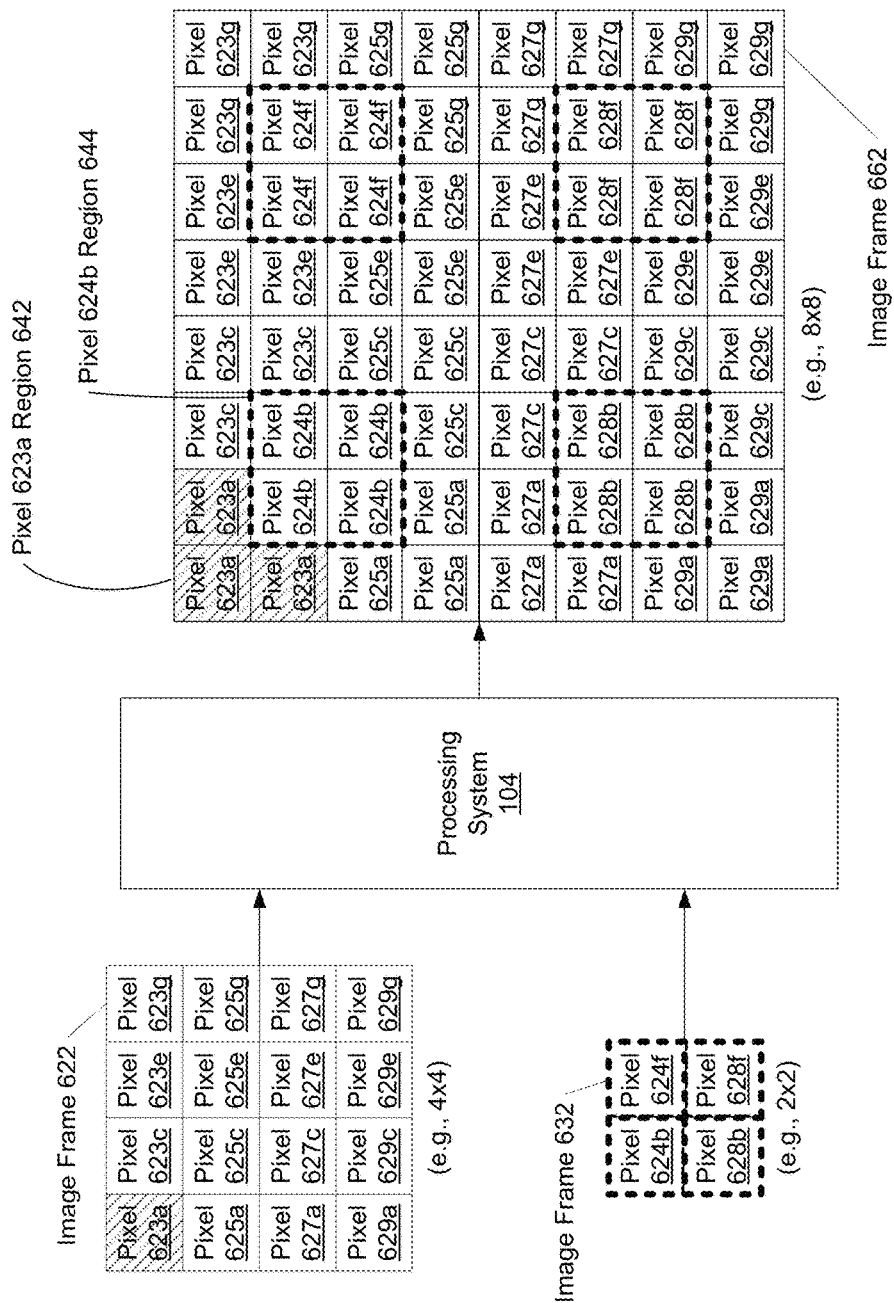 Image Frame 622
Pixel Pixel Pixel Pixel
623a 623c 623e 623g
Pixel Pixel Pixel Pixel
625a 625c 625e 625g
Pixel Pixel Pixel Pixel
627a 627c 627e 627g
Pixel Pixel Pixel Pixel
629a 629c 629e 629g
(e.g., 4x4)
Image Frame 632
Pixel Pixel
624b 624f
Pixel Pixel
628b 628f
(e.g., 2x2)
Processing
System
104
Pixel 623a Region 642
Pixel 624b Region 644
Pixel Pixel Pixel Pixel Pixel Pixel Pixel Pixel
623a 623a 623c 623c 623e 623e 623g 623g
Pixel Pixel Pixel Pixel Pixel Pixel Pixel Pixel
623a 624b 624b 623c 623e 624f 624f 623g
Pixel Pixel Pixel Pixel Pixel Pixel Pixel Pixel
625a 624b 624b 625c 625e 624f 624f 625g
Pixel Pixel Pixel Pixel Pixel Pixel Pixel Pixel
625a 625a 625c 625c 625e 625e 625g 625g
Pixel Pixel Pixel Pixel Pixel Pixel Pixel Pixel
627a 627a 627c 627c 627e 627e 627g 627g
Pixel Pixel Pixel Pixel Pixel Pixel Pixel Pixel
627a 628b 628b 627c 627e 628f 628f 627g
Pixel Pixel Pixel Pixel Pixel Pixel Pixel Pixel
629a 628b 628b 629c 629e 628f 628f 629g
Pixel Pixel Pixel Pixel Pixel Pixel Pixel Pixel
629a 629a 629c 629c 629e 629e 629g 629g
(e.g., 8x8)
Image Frame 662